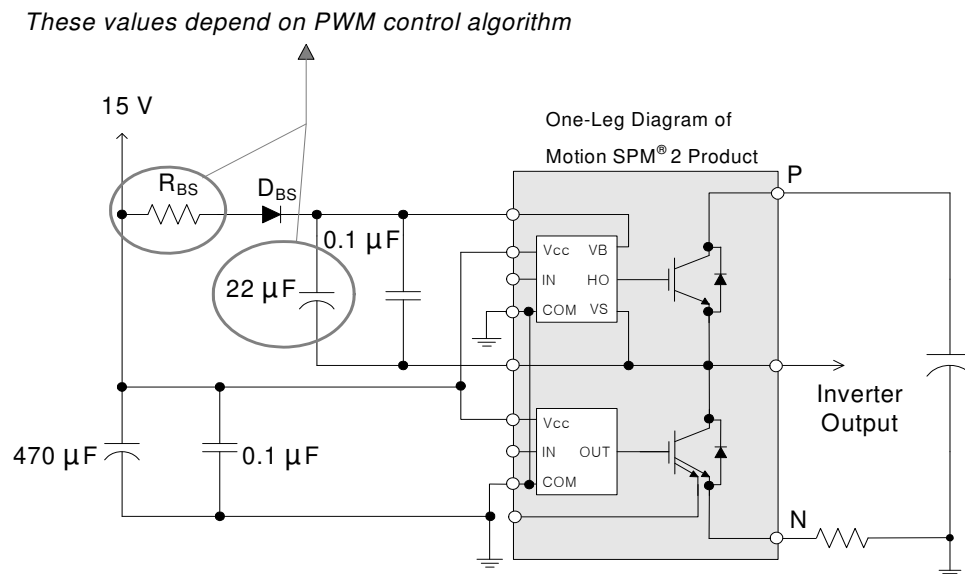 These values depend on PWM control algorithm
15 V
One-Leg Diagram of
Motion SPM® 2 Product
P
RBS
DBS
0.1 µF
22 µF
Vcc
VB
IN
HO
COM
VS
Inverter
Output
Vcc
IN
OUT
COM
470 µF
0.1 µF
N